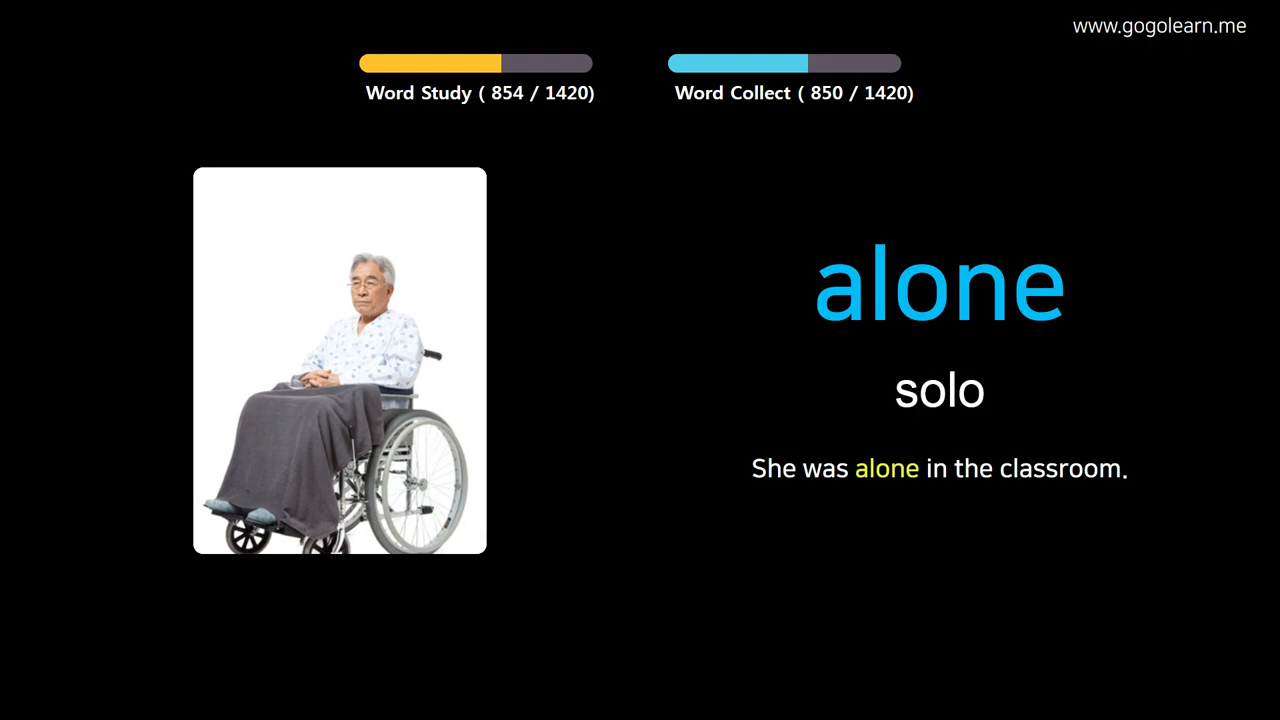 www.gogolearn.me
Word Study ( 854 / 1420)
Word Collect ( 850 / 1420)
alone
solo
She was alone in the classroom.